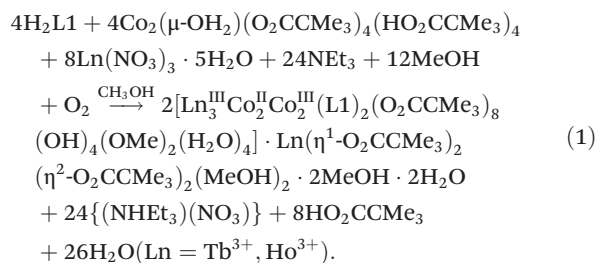 4H₂L1 + 4Co₂(μ-OH₂)(O₂CCMe₃)₄(HO₂CCMe₃)₄
+ 8Ln(NO₃)₃ · 5H₂O + 24NEt₃ + 12MeOH
+ O₂ —CH₃OH→ 2[Ln₃ᴵᴵᴵCo₂ᴵᴵCo₂ᴵᴵᴵ(L1)₂(O₂CCMe₃)₈
(OH)₄(OMe)₂(H₂O)₄] · Ln(η¹-O₂CCMe₃)₂ (1)
(η²-O₂CCMe₃)₂(MeOH)₂ · 2MeOH · 2H₂O
+ 24{(NHEt₃)(NO₃)} + 8HO₂CCMe₃
+ 26H₂O(Ln = Tb³⁺, Ho³⁺).